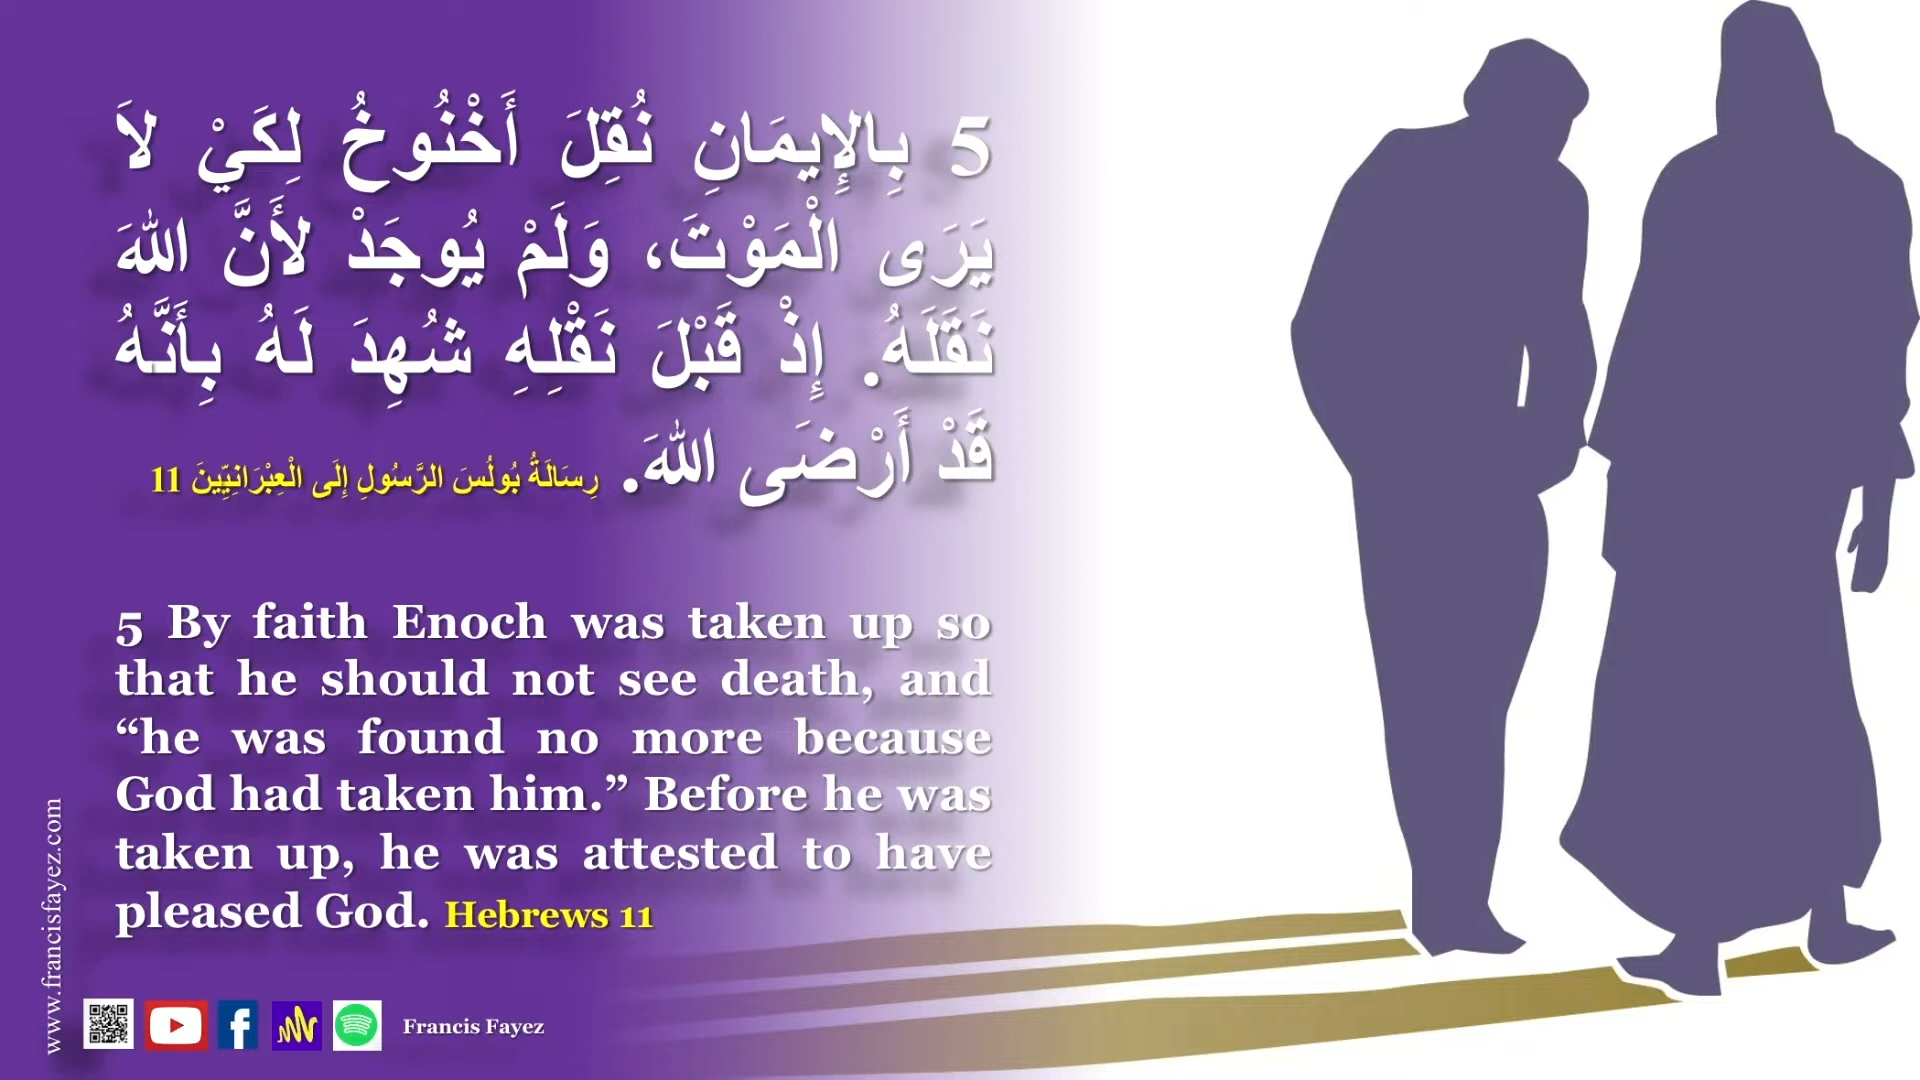 5 بِالإِيمَانِ نُقِلَ أَخْنُوخُ لِكَيْ لاَ
يَرَى الْمَوْتَ، وَلَمْ يُوجَدْ لأَنَّ اللهَ
نَقَلَهُ. إِذْ قَبْلَ نَقْلِهِ شُهِدَ لَهُ بِأَنَّهُ
قَدْ أَرْضَى اللهَ. رِسَالَةُ بُولُسَ الرَّسُولِ إِلَى الْعِبْرَانِيِّينَ 11
5 By faith Enoch was taken up so
that he should not see death, and
“he was found no more because
God had taken him.” Before he was
taken up, he was attested to have
pleased God. Hebrews 11
www.francisfayez.com
Francis Fayez